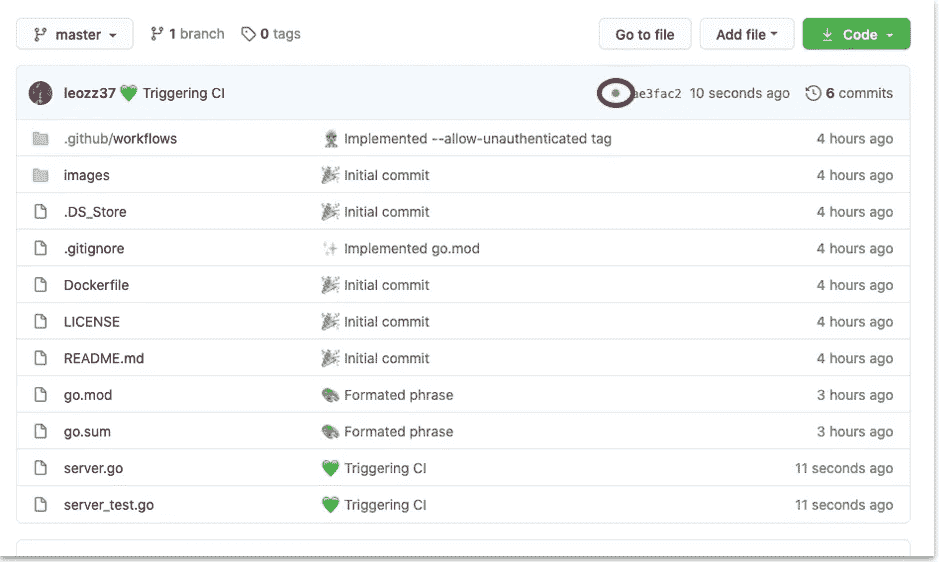 master 1 branch 0 tags Go to file Add file Code
leozz37 💚 Triggering CI ae3fac2 10 seconds ago 6 commits
.github/workflows Implemented --allow-unauthenticated tag 4 hours ago
images 🎉 Initial commit 4 hours ago
.DS_Store 🎉 Initial commit 4 hours ago
.gitignore ✨ Implemented go.mod 4 hours ago
Dockerfile 🎉 Initial commit 4 hours ago
LICENSE 🎉 Initial commit 4 hours ago
README.md 🎉 Initial commit 4 hours ago
go.mod 🎨 Formated phrase 3 hours ago
go.sum 🎨 Formated phrase 3 hours ago
server.go 💚 Triggering CI 11 seconds ago
server_test.go 💚 Triggering CI 11 seconds ago